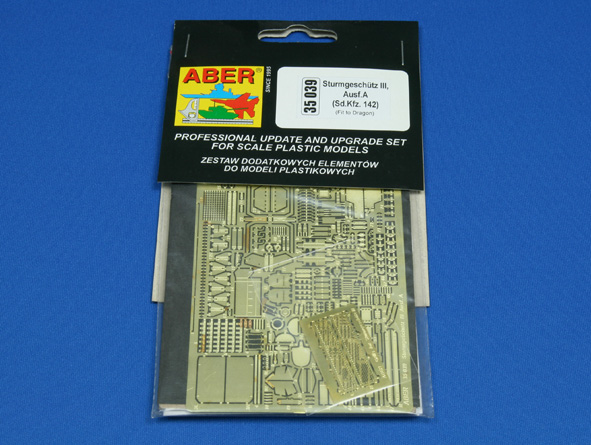 ABER®
SINCE 1995
35 039
Sturmgeschütz III,
Ausf.A
(Sd.Kfz. 142)
(Fit to Dragon)
PROFESSIONAL UPDATE AND UPGRADE SET
FOR SCALE PLASTIC MODELS
ZESTAW DODATKOWYCH ELEMENTÓW
DO MODELI PLASTIKOWYCH